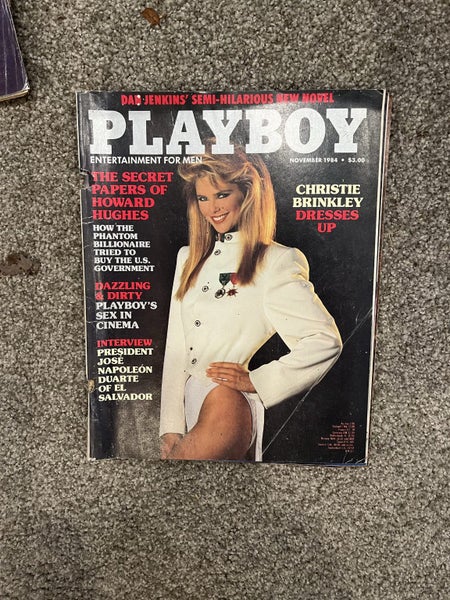 DAN JENKINS' SEMI-HILARIOUS NEW NOVEL
PLAYBOY
ENTERTAINMENT FOR MEN
NOVEMBER 1984 • $3.00
THE SECRET
PAPERS OF
HOWARD
HUGHES
HOW THE
PHANTOM
BILLIONAIRE
TRIED TO
BUY THE U.S.
GOVERNMENT
DAZZLING
& DIRTY
PLAYBOY'S
SEX IN
CINEMA
INTERVIEW
PRESIDENT
JOSÉ
NAPOLEÓN
DUARTE
OF EL
SALVADOR
CHRISTIE
BRINKLEY
DRESSES
UP